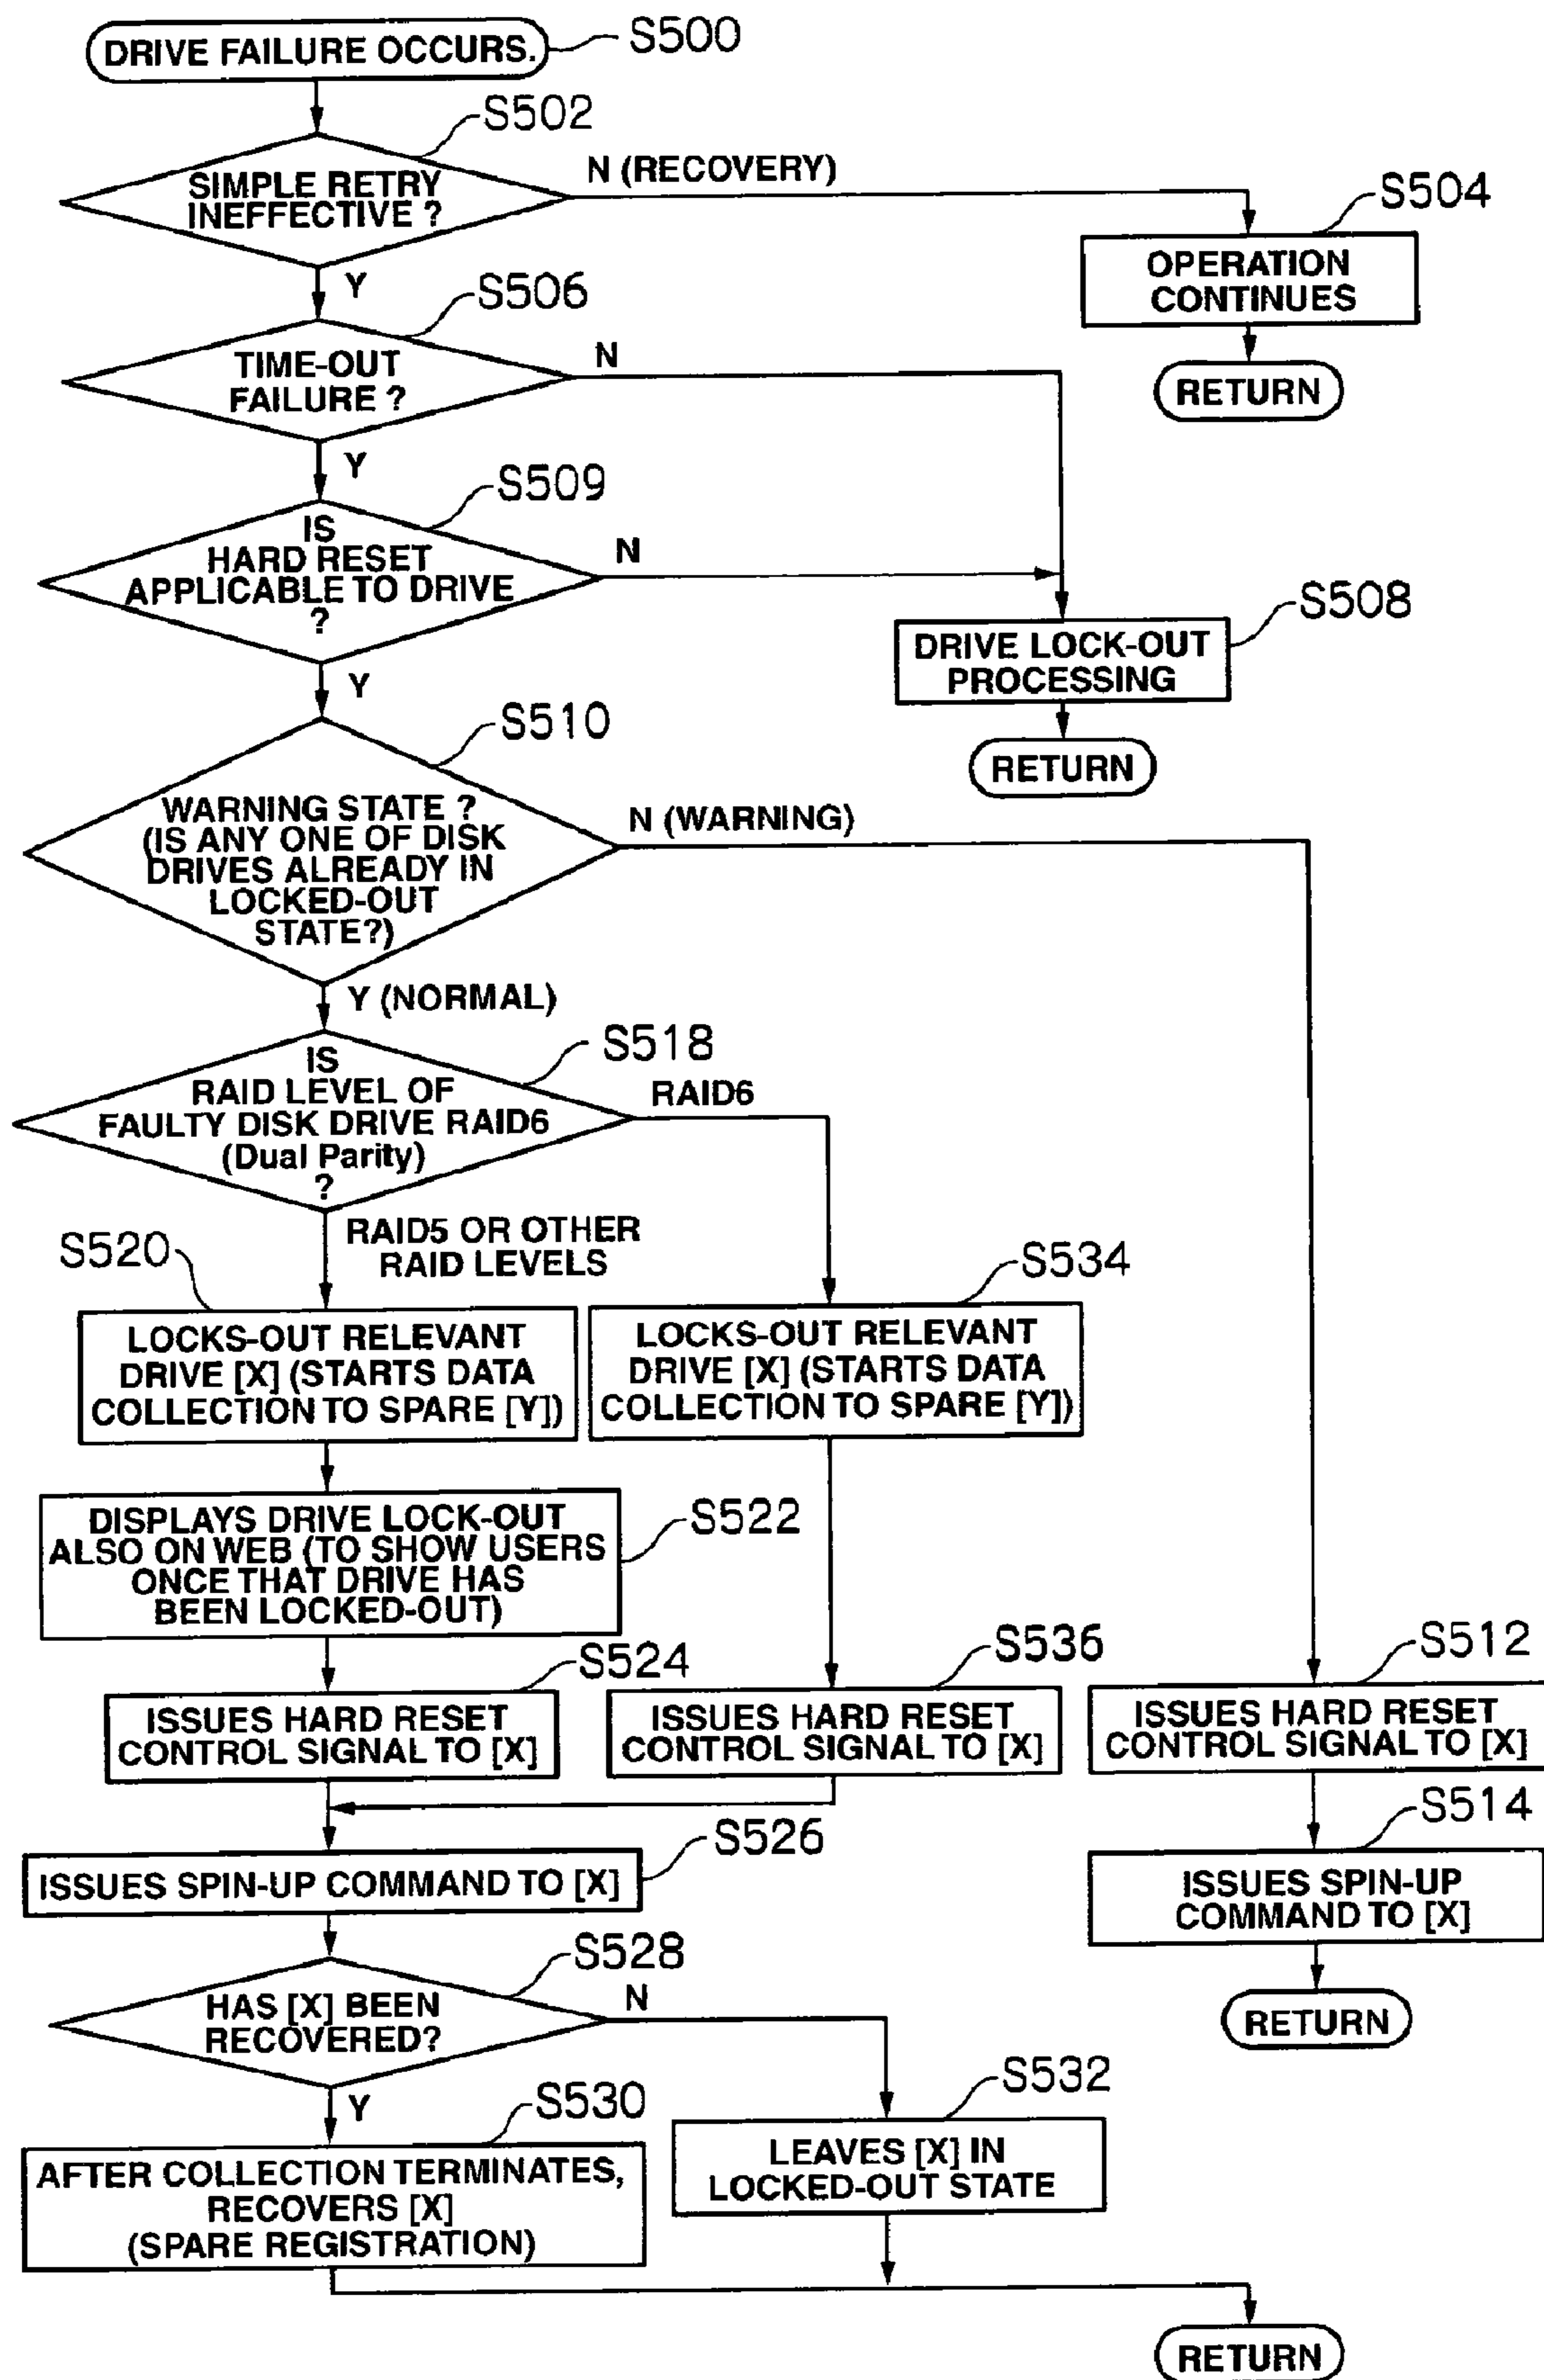 DRIVE FAILURE OCCURS.
S500
S502
SIMPLE RETRY
INEFFECTIVE ?
N (RECOVERY)
S504
OPERATION
CONTINUES
RETURN
Y
S506
TIME-OUT
FAILURE ?
N
Y
S509
IS
HARD RESET
APPLICABLE TO DRIVE
?
N
S508
DRIVE LOCK-OUT
PROCESSING
RETURN
Y
S510
WARNING STATE ?
(IS ANY ONE OF DISK
DRIVES ALREADY IN
LOCKED-OUT
STATE?)
N (WARNING)
Y (NORMAL)
S518
IS
RAID LEVEL OF
FAULTY DISK DRIVE RAID6
(Dual Parity)
?
RAID6
RAID5 OR OTHER
RAID LEVELS
S520
LOCKS-OUT RELEVANT
DRIVE [X] (STARTS DATA
COLLECTION TO SPARE [Y])
S534
LOCKS-OUT RELEVANT
DRIVE [X] (STARTS DATA
COLLECTION TO SPARE [Y])
S522
DISPLAYS DRIVE LOCK-OUT
ALSO ON WEB (TO SHOW USERS
ONCE THAT DRIVE HAS
BEEN LOCKED-OUT)
S524
ISSUES HARD RESET
CONTROL SIGNAL TO [X]
S536
ISSUES HARD RESET
CONTROL SIGNAL TO [X]
S512
ISSUES HARD RESET
CONTROL SIGNAL TO [X]
S526
ISSUES SPIN-UP COMMAND TO [X]
S514
ISSUES SPIN-UP
COMMAND TO [X]
RETURN
S528
HAS [X] BEEN
RECOVERED?
N
Y
S530
AFTER COLLECTION TERMINATES,
RECOVERS [X]
(SPARE REGISTRATION)
S532
LEAVES [X] IN
LOCKED-OUT STATE
RETURN